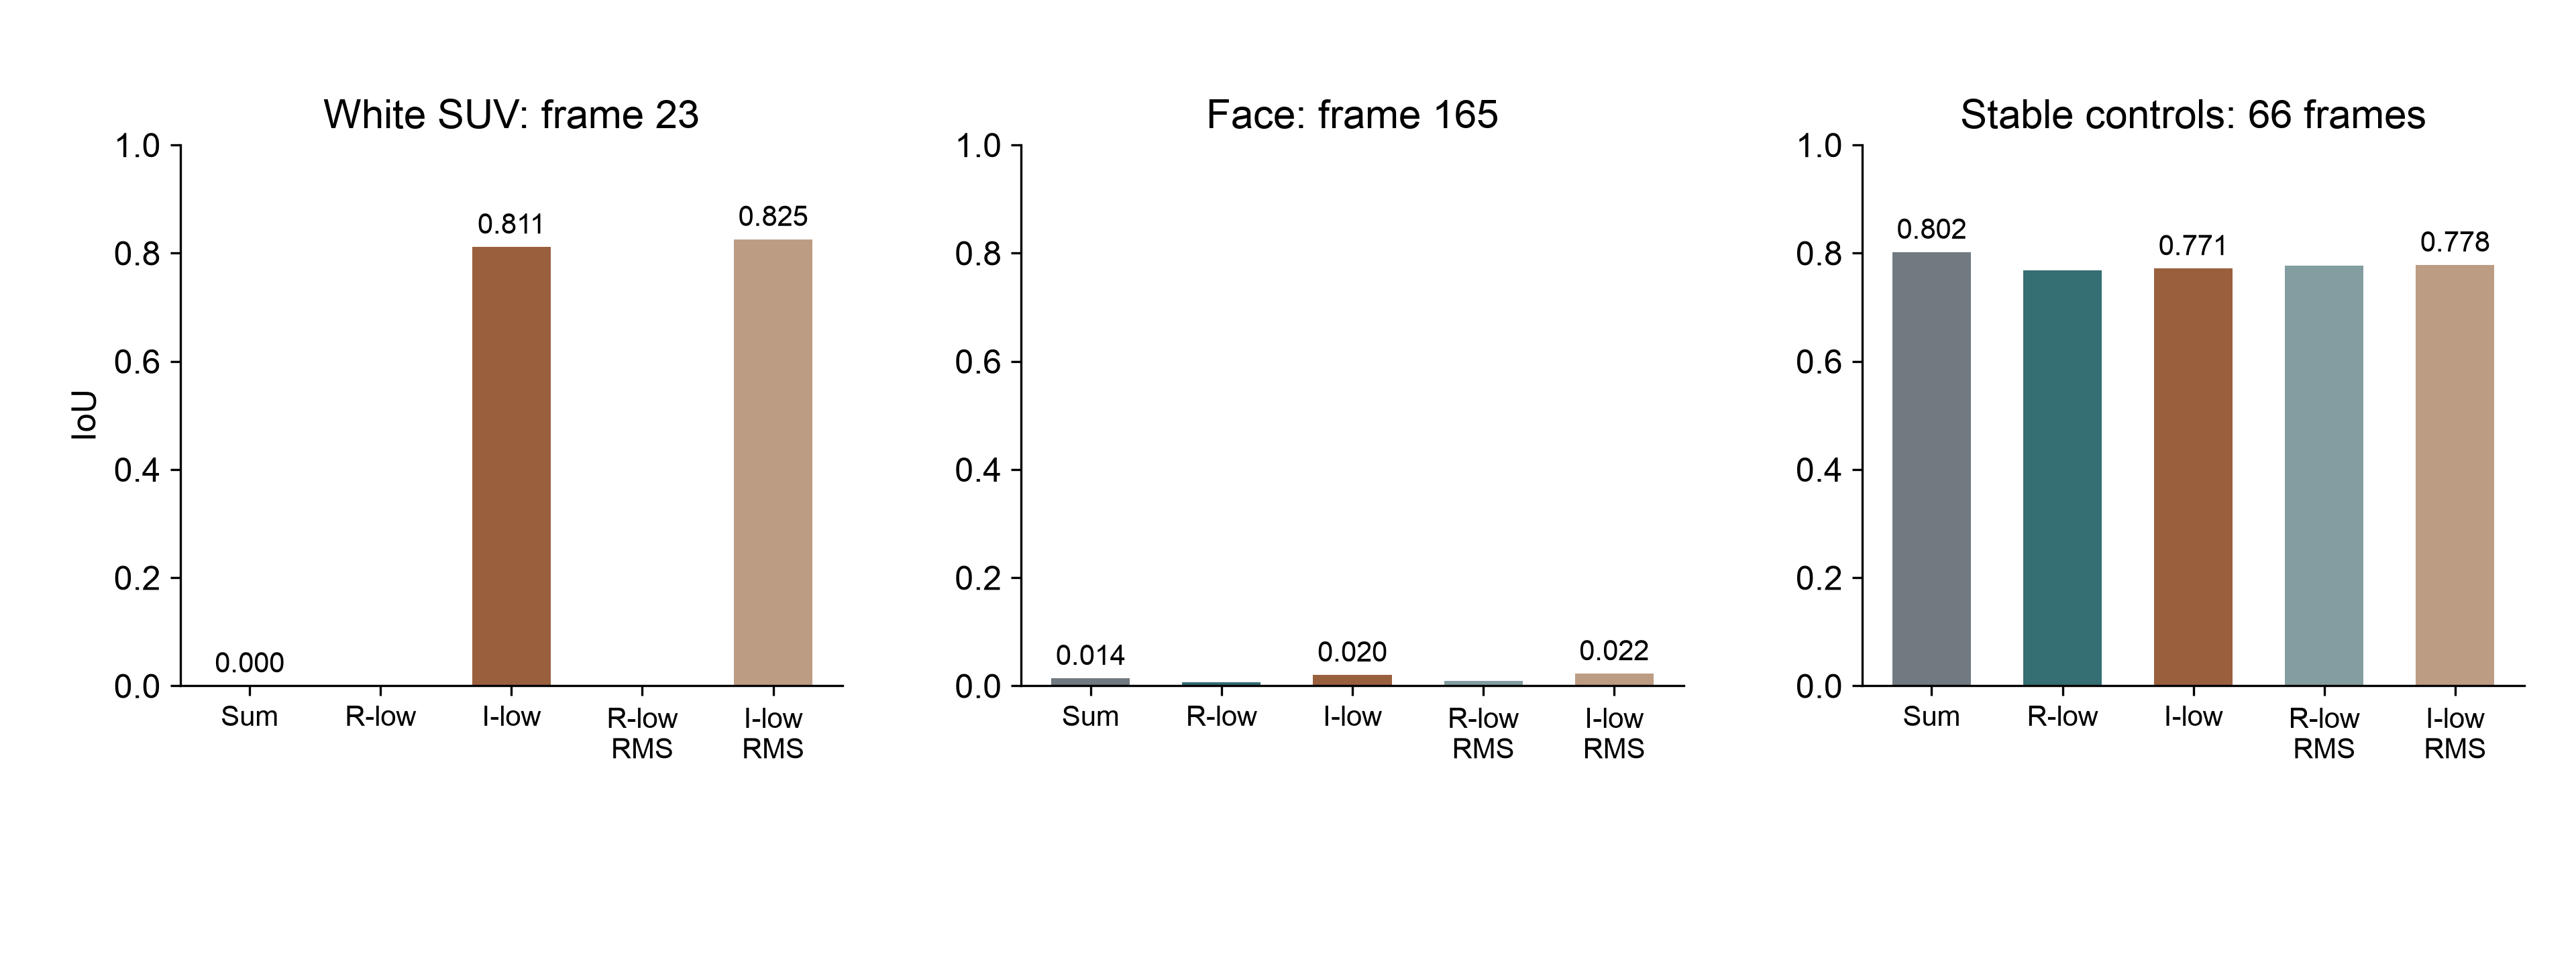 White SUV: frame 23
1.0
0.8
0.6
0.4
0.2
0.0
IoU
0.000
0.811
0.825
Sum
R-low
I-low
R-low
RMS
I-low
RMS
Face: frame 165
1.0
0.8
0.6
0.4
0.2
0.0
0.014
0.020
0.022
Sum
R-low
I-low
R-low
RMS
I-low
RMS
Stable controls: 66 frames
1.0
0.8
0.6
0.4
0.2
0.0
0.802
0.771
0.778
Sum
R-low
I-low
R-low
RMS
I-low
RMS